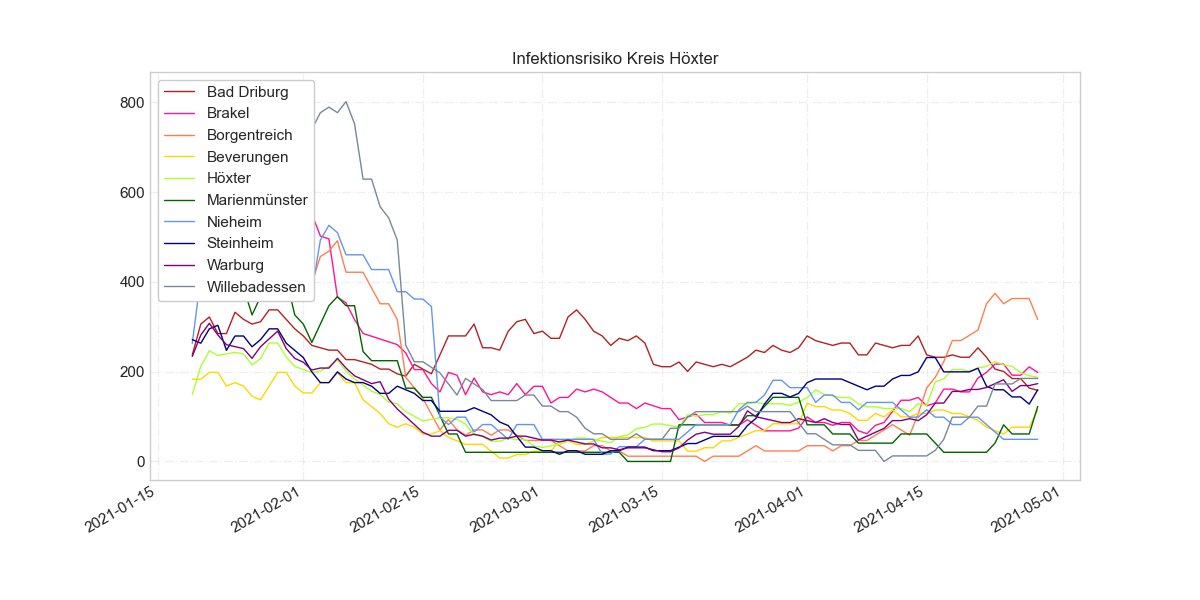 Infektionsrisiko Kreis Höxter
Bad Driburg
Brakel
Borgentreich
Beverungen
Höxter
Marienmünster
Nieheim
Steinheim
Warburg
Willebadessen
800
600
400
200
0
2021-01-15
2021-02-01
2021-02-15
2021-03-01
2021-03-15
2021-04-01
2021-04-15
2021-05-01